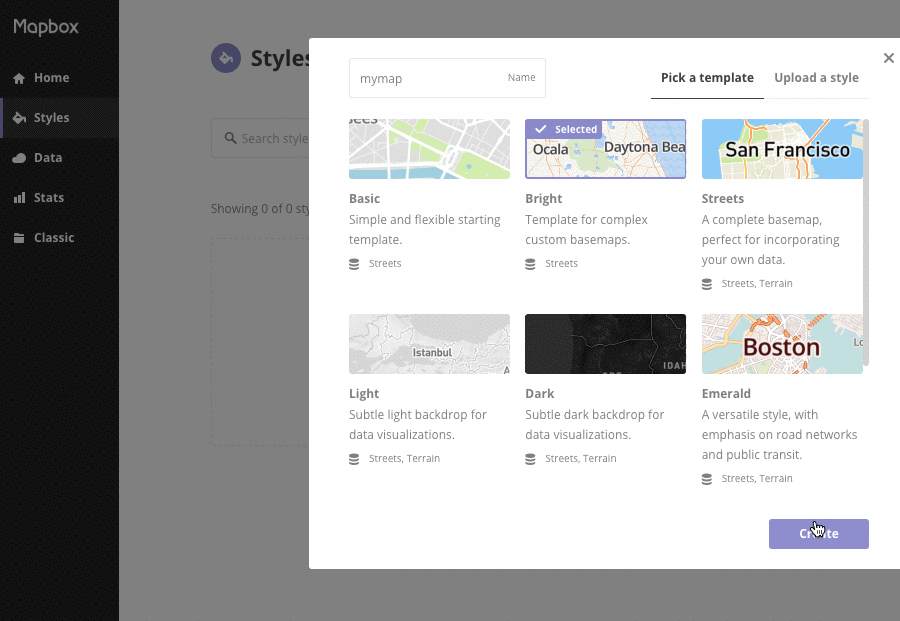 Mapbox
Home
Styles
Data
Stats
Classic
Styles
Search style
Showing 0 of 0 sty
mymap
Name
Pick a template
Upload a style
Selected
Ocala
Daytona Bea
San Francisco
Basic
Simple and flexible starting
template.
Streets
Bright
Template for complex
custom basemaps.
Streets
Streets
A complete basemap,
perfect for incorporating
your own data.
Streets, Terrain
Istanbul
IDAH
Boston
Light
Subtle light backdrop for
data visualizations.
Streets, Terrain
Dark
Subtle dark backdrop for
data visualizations.
Streets, Terrain
Emerald
A versatile style, with
emphasis on road networks
and public transit.
Streets, Terrain
Create